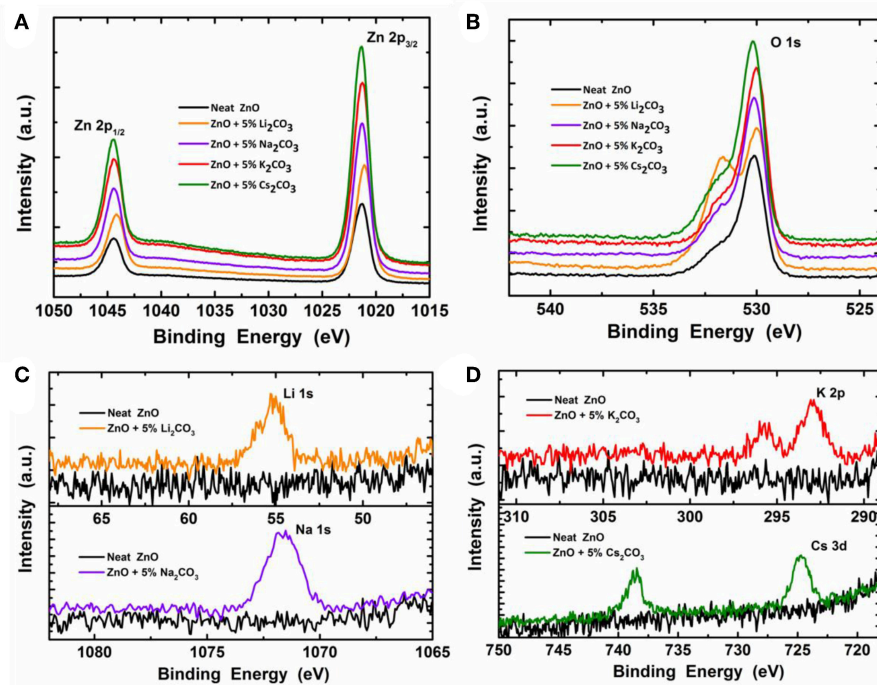 A
Zn 2p3/2
Zn 2p1/2
Neat ZnO
ZnO + 5% Li2CO3
ZnO + 5% Na2CO3
ZnO + 5% K2CO3
ZnO + 5% Cs2CO3
Intensity (a.u.)
1050 1045 1040 1035 1030 1025 1020 1015
Binding Energy (eV)
B
O 1s
Neat ZnO
ZnO + 5% Li2CO3
ZnO + 5% Na2CO3
ZnO + 5% K2CO3
ZnO + 5% Cs2CO3
Intensity (a.u.)
540 535 530 525
Binding Energy (eV)
C
Li 1s
Neat ZnO
ZnO + 5% Li2CO3
65 60 55 50
Na 1s
Neat ZnO
ZnO + 5% Na2CO3
Intensity (a.u.)
1080 1075 1070 1065
Binding Energy (eV)
D
K 2p
Neat ZnO
ZnO + 5% K2CO3
310 305 300 295 290
Cs 3d
Neat ZnO
ZnO + 5% Cs2CO3
Intensity (a.u.)
750 745 740 735 730 725 720
Binding Energy (eV)